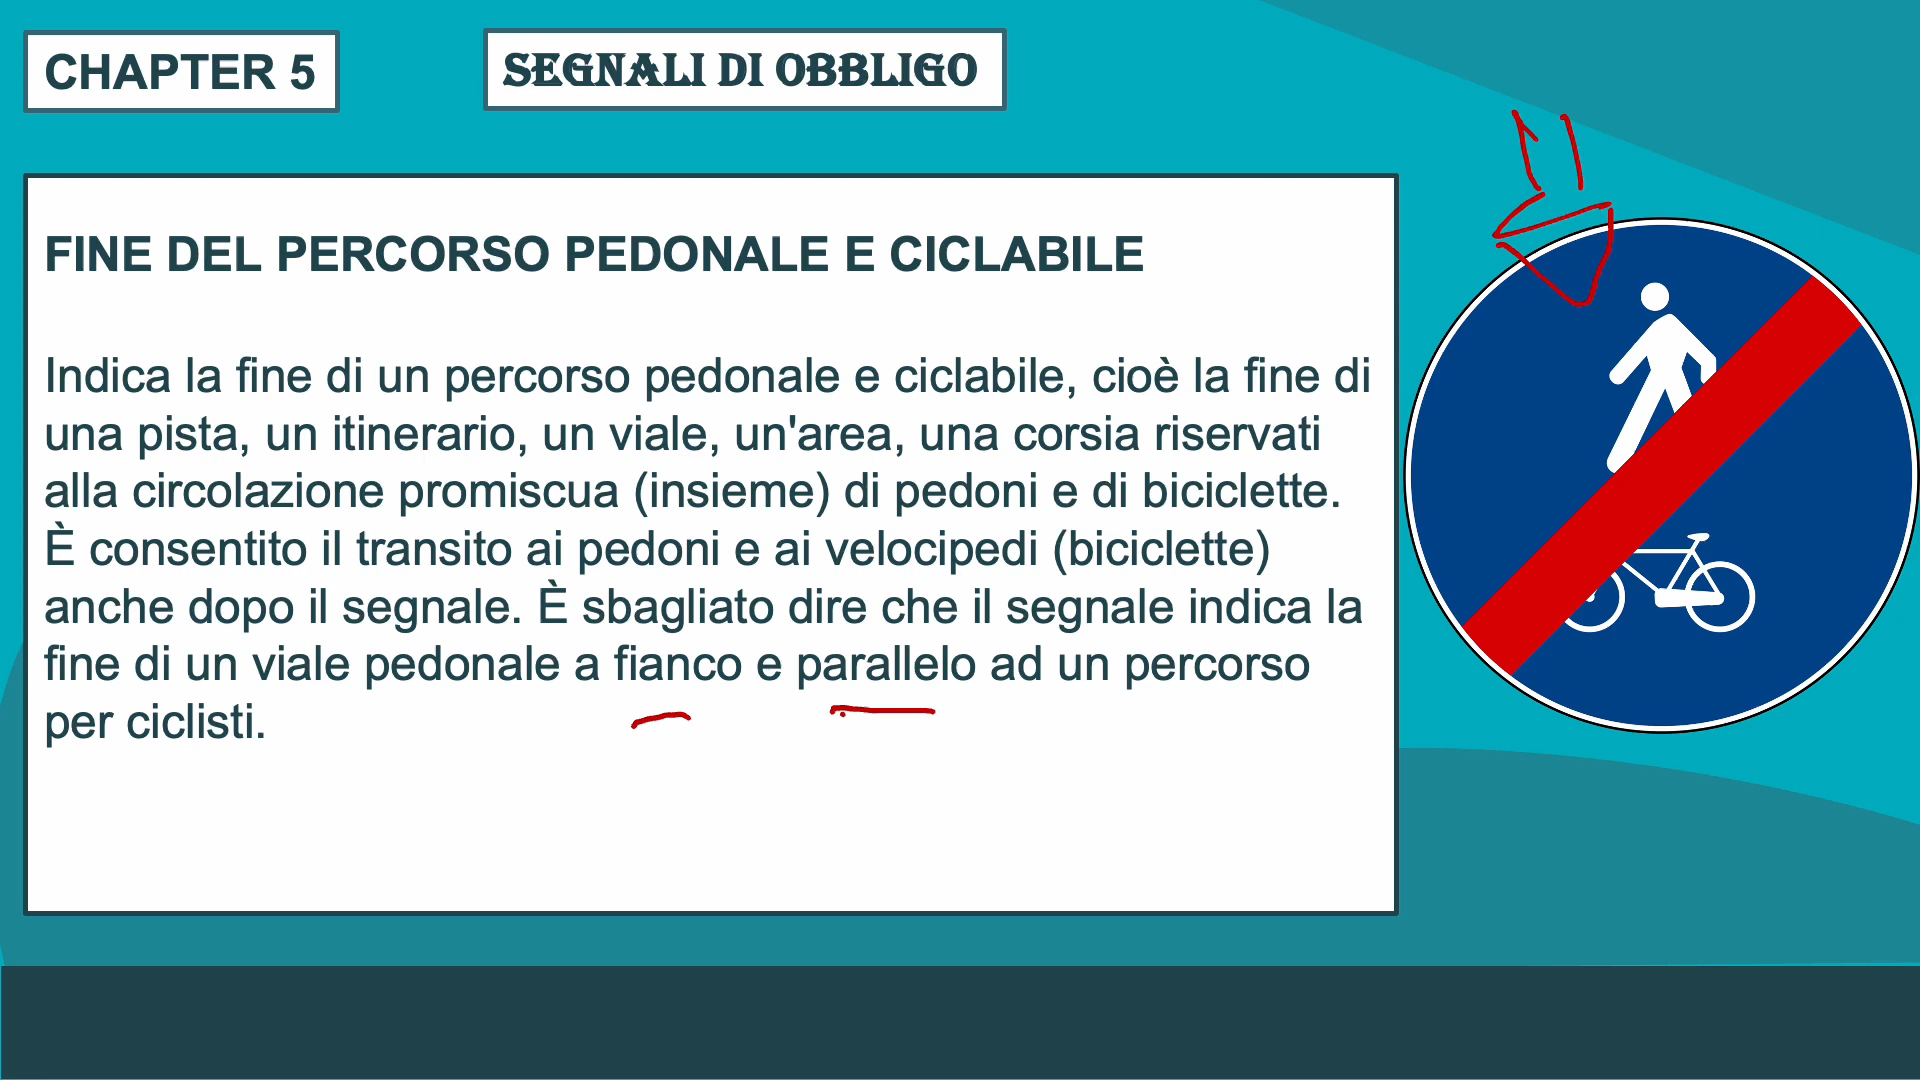 CHAPTER 5
SEGNALI DI OBBLIGO
FINE DEL PERCORSO PEDONALE E CICLABILE
Indica la fine di un percorso pedonale e ciclabile, cioè la fine di
una pista, un itinerario, un viale, un'area, una corsia riservati
alla circolazione promiscua (insieme) di pedoni e di biciclette.
È consentito il transito ai pedoni e ai velocipedi (biciclette)
anche dopo il segnale. È sbagliato dire che il segnale indica la
fine di un viale pedonale a fianco e parallelo ad un percorso
per ciclisti.